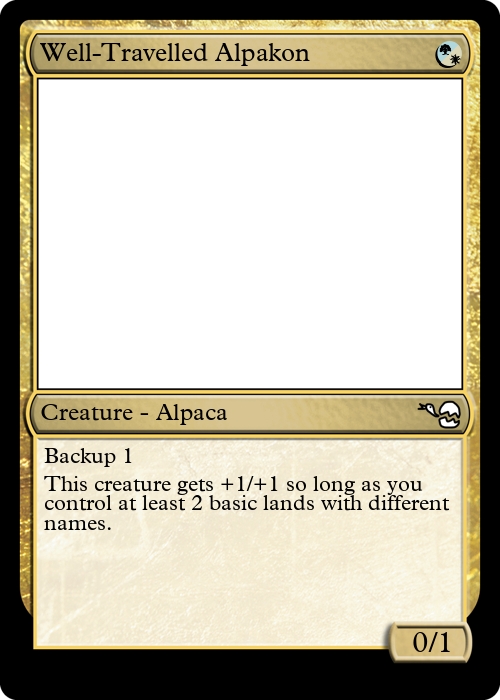 Well-Travelled Alpakon
Creature - Alpaca
Backup 1
This creature gets +1/+1 so long as you
control at least 2 basic lands with different
names.
0/1